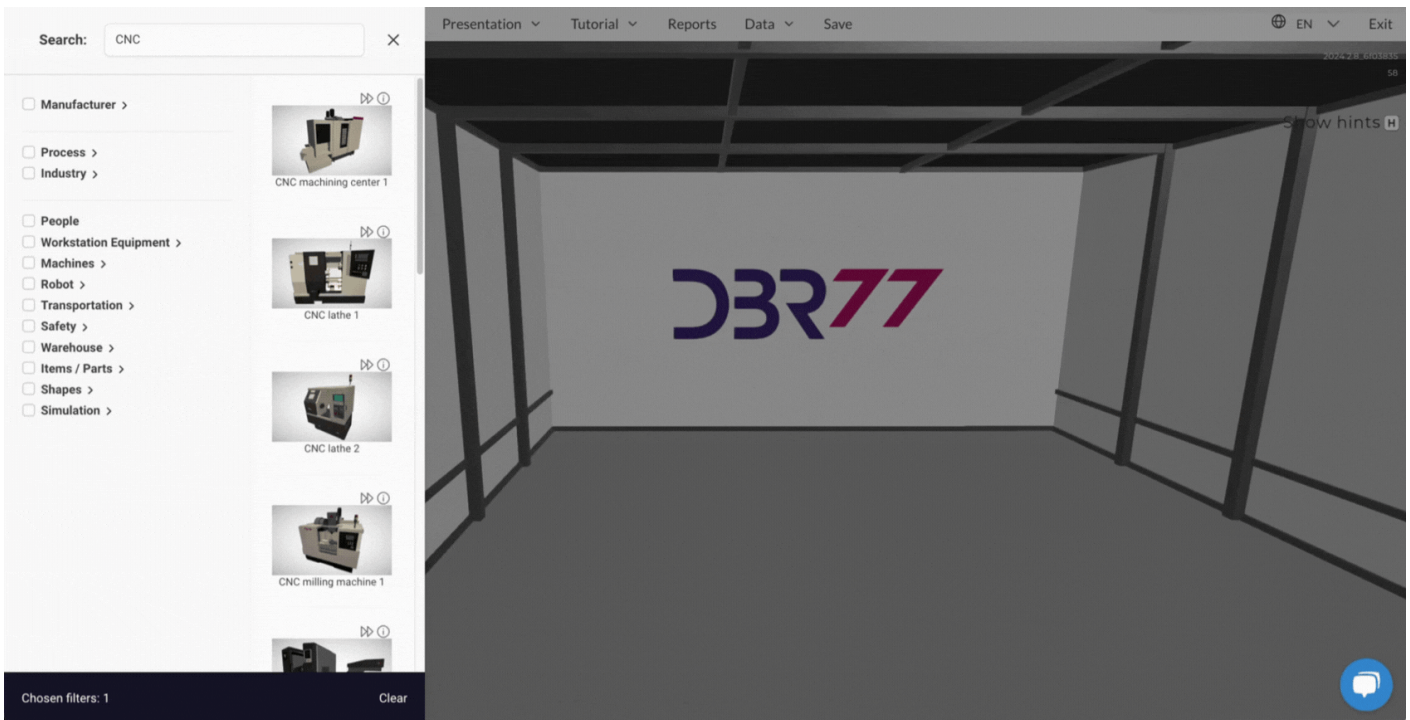 Search: CNC
Presentation Tutorial Reports Data Save EN Exit
Manufacturer
Process
Industry
People
Workstation Equipment
Machines
Robot
Transportation
Safety
Warehouse
Items / Parts
Shapes
Simulation
CNC machining center 1
CNC lathe 1
CNC lathe 2
CNC milling machine 1
Chosen filters: 1 Clear
58
Show hints H
DBR77